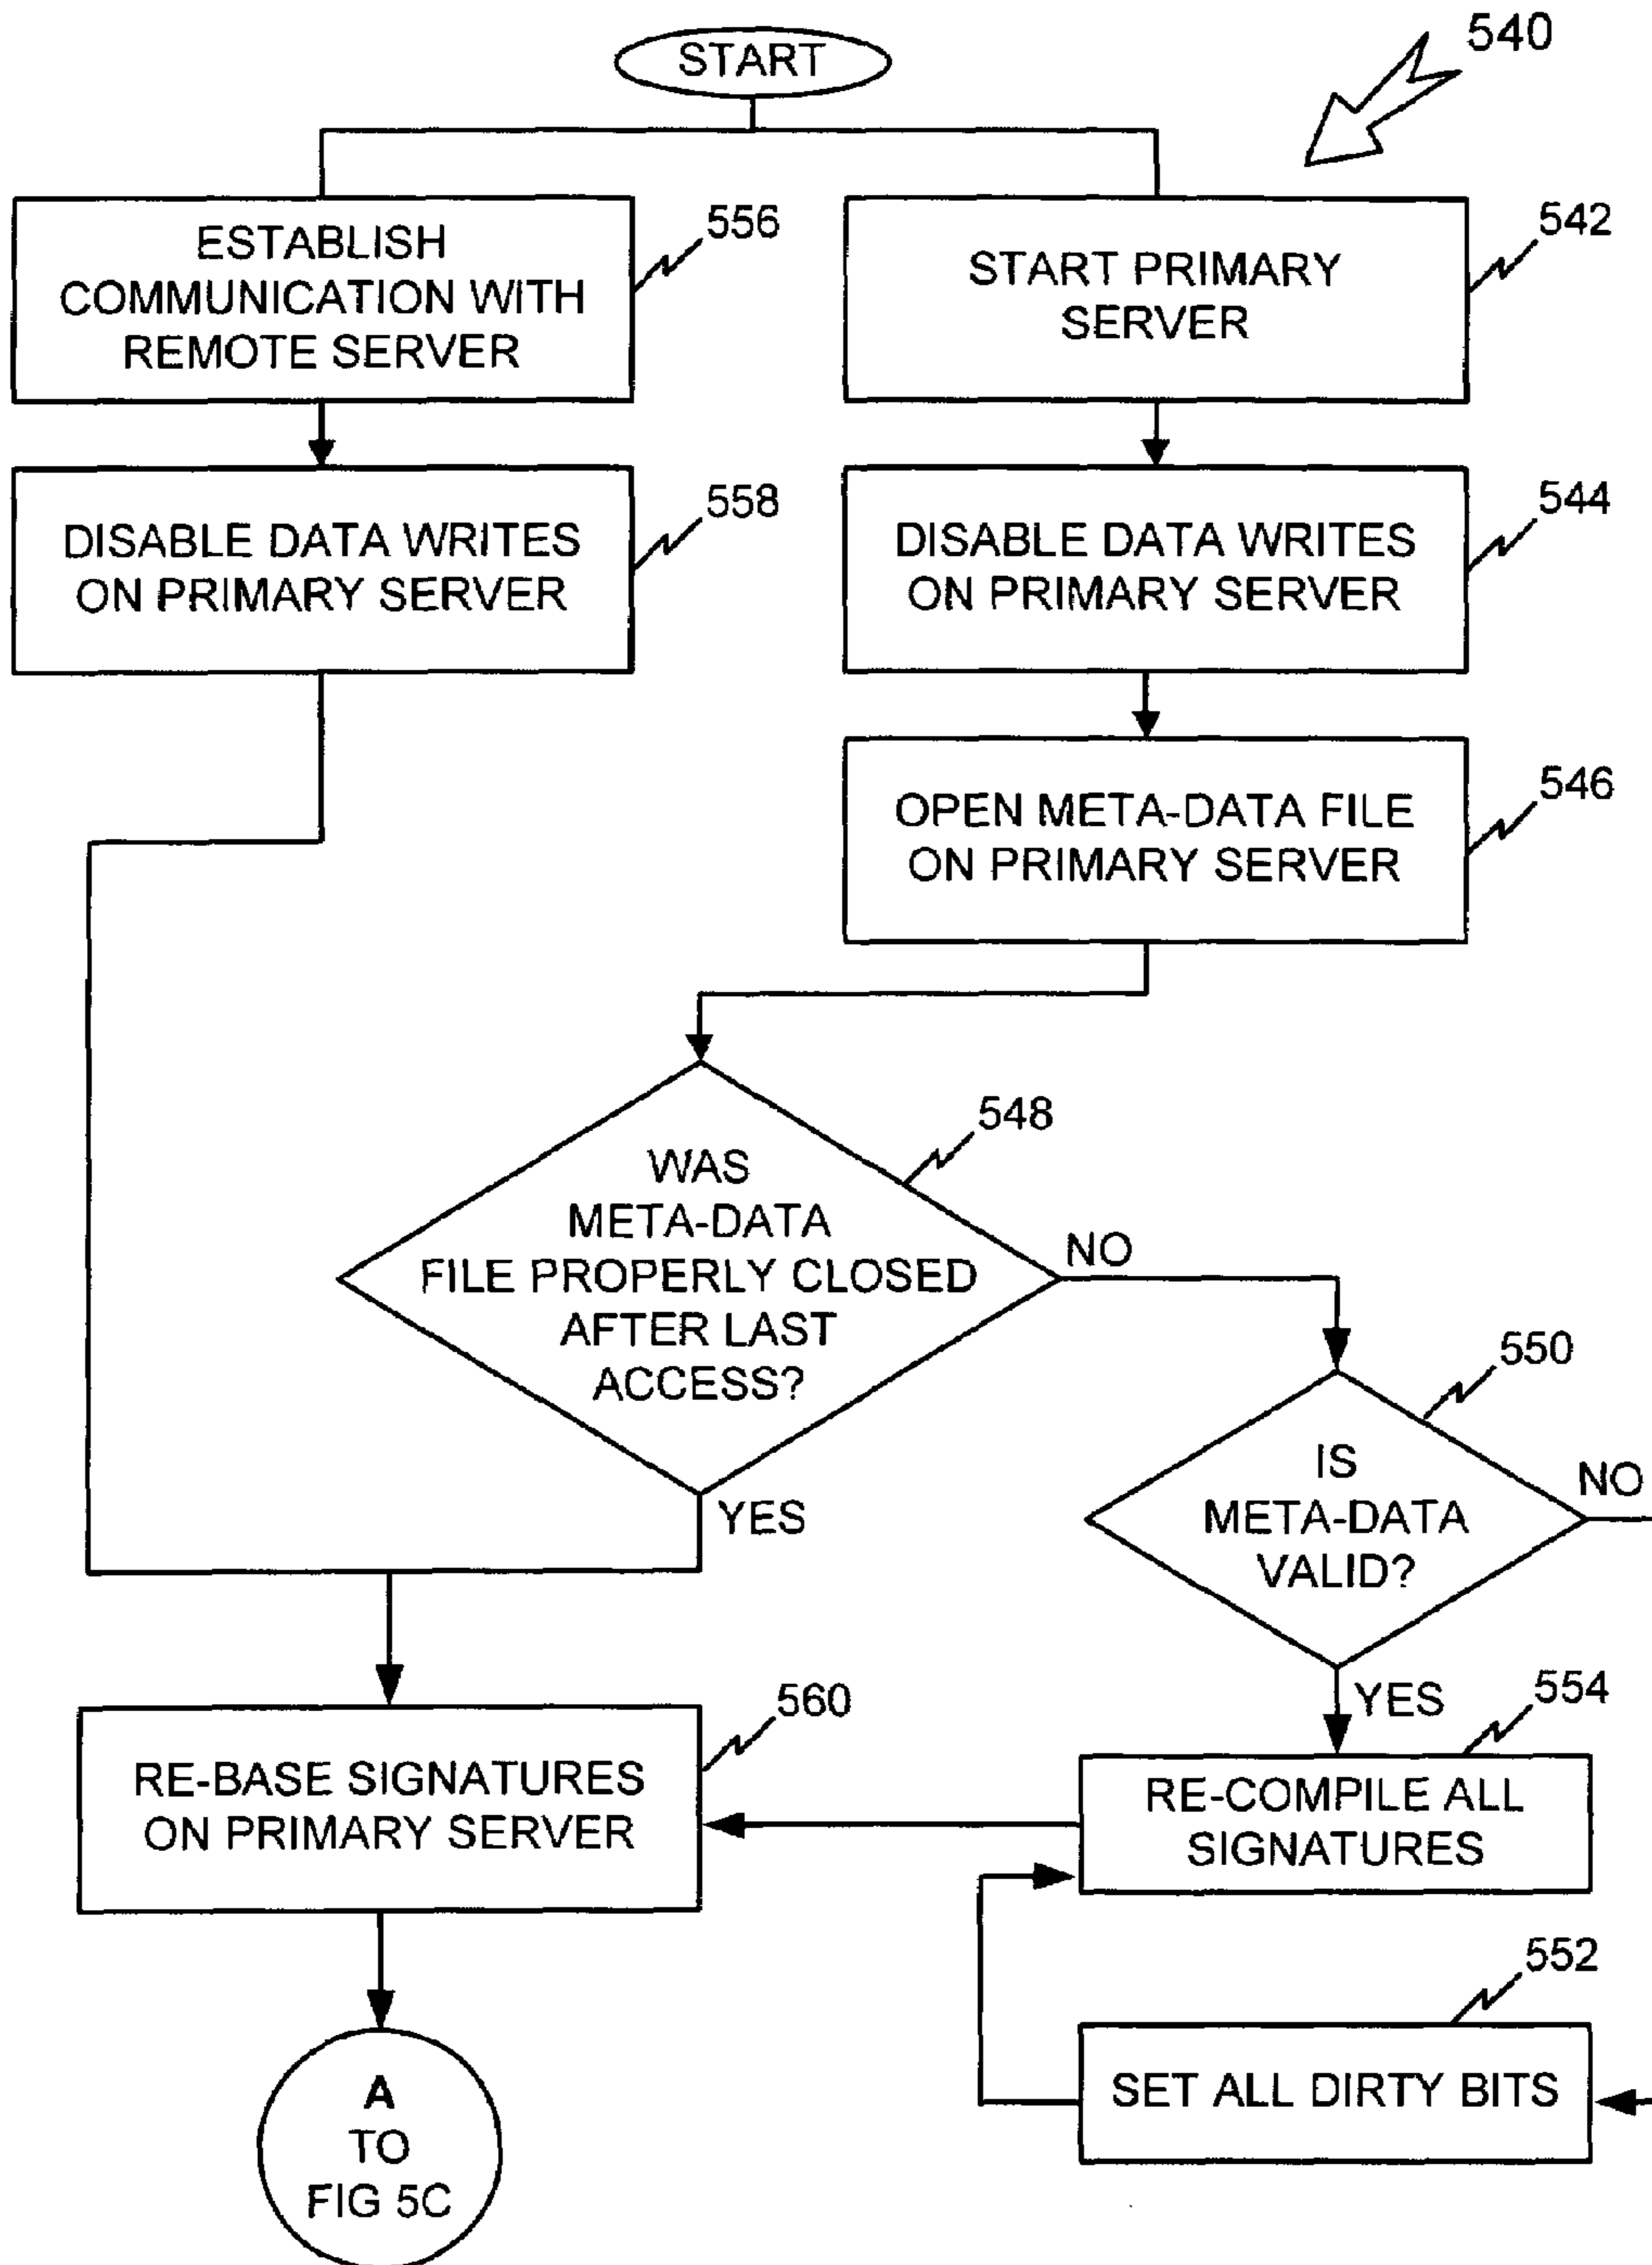 START
540
ESTABLISH
COMMUNICATION WITH
REMOTE SERVER
556
START PRIMARY
SERVER
542
DISABLE DATA WRITES
ON PRIMARY SERVER
558
DISABLE DATA WRITES
ON PRIMARY SERVER
544
OPEN META-DATA FILE
ON PRIMARY SERVER
546
WAS
META-DATA
FILE PROPERLY CLOSED
AFTER LAST
ACCESS?
548
NO
YES
IS
META-DATA
VALID?
550
NO
YES
RE-BASE SIGNATURES
ON PRIMARY SERVER
560
RE-COMPILE ALL
SIGNATURES
554
SET ALL DIRTY BITS
552
A
TO
FIG 5C